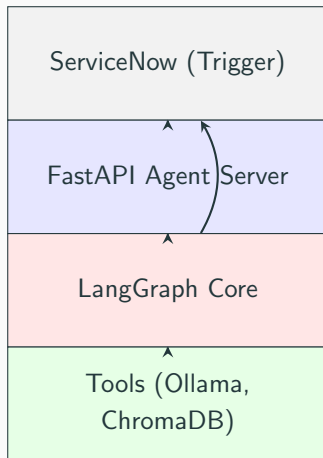 ServiceNow (Trigger)
FastAPI Agent Server
LangGraph Core
Tools (Ollama,
ChromaDB)